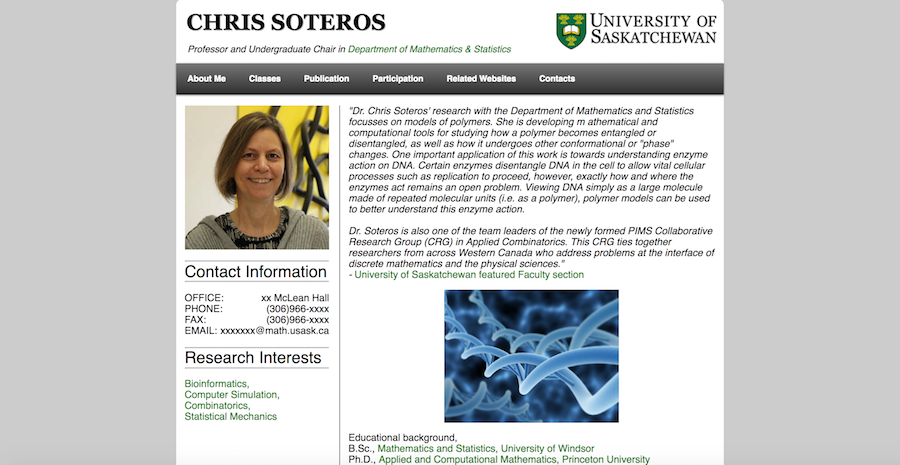 CHRIS SOTEROS
UNIVERSITY OF
SASKATCHEWAN
Professor and Undergraduate Chair in Department of Mathematics & Statistics
About Me Classes Publication Participation Related Websites Contacts
Contact Information
OFFICE: xx McLean Hall
PHONE: (306)966-xxxx
FAX: (306)966-xxxx
EMAIL: xxxxxxx@math.usask.ca
Research Interests
Bioinformatics,
Computer Simulation,
Combinatorics,
Statistical Mechanics
"Dr. Chris Soteros' research with the Department of Mathematics and Statistics
focusses on models of polymers. She is developing m athematical and
computational tools for studying how a polymer becomes entangled or
disentangled, as well as how it undergoes other conformational or "phase"
changes. One important application of this work is towards understanding enzyme
action on DNA. Certain enzymes disentangle DNA in the cell to allow vital cellular
processes such as replication to proceed, however, exactly how and where the
enzymes act remains an open problem. Viewing DNA simply as a large molecule
made of repeated molecular units (i.e. as a polymer), polymer models can be used
to better understand this enzyme action.
Dr. Soteros is also one of the team leaders of the newly formed PIMS Collaborative
Research Group (CRG) in Applied Combinatorics. This CRG ties together
researchers from across Western Canada who address problems at the interface of
discrete mathematics and the physical sciences."
- University of Saskatchewan featured Faculty section
Educational background,
B.Sc., Mathematics and Statistics, University of Windsor
Ph.D., Applied and Computational Mathematics, Princeton University